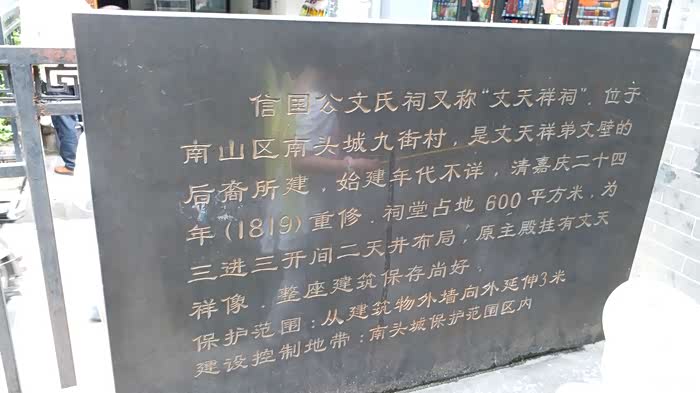 信国公文氏祠又称“文天祥祠”. 位于
南山区南头城九街村，是文天祥弟文壁的
后裔所建，始建年代不详，清嘉庆二十四
年(1819)重修．祠堂占地 600 平方米，为
三进三开间二天井布局，原主殿挂有文天
祥像．整座建筑保存尚好．
保护范围：从建筑物外墙向外延伸3米
建设控制地带：南头城保护范围区内